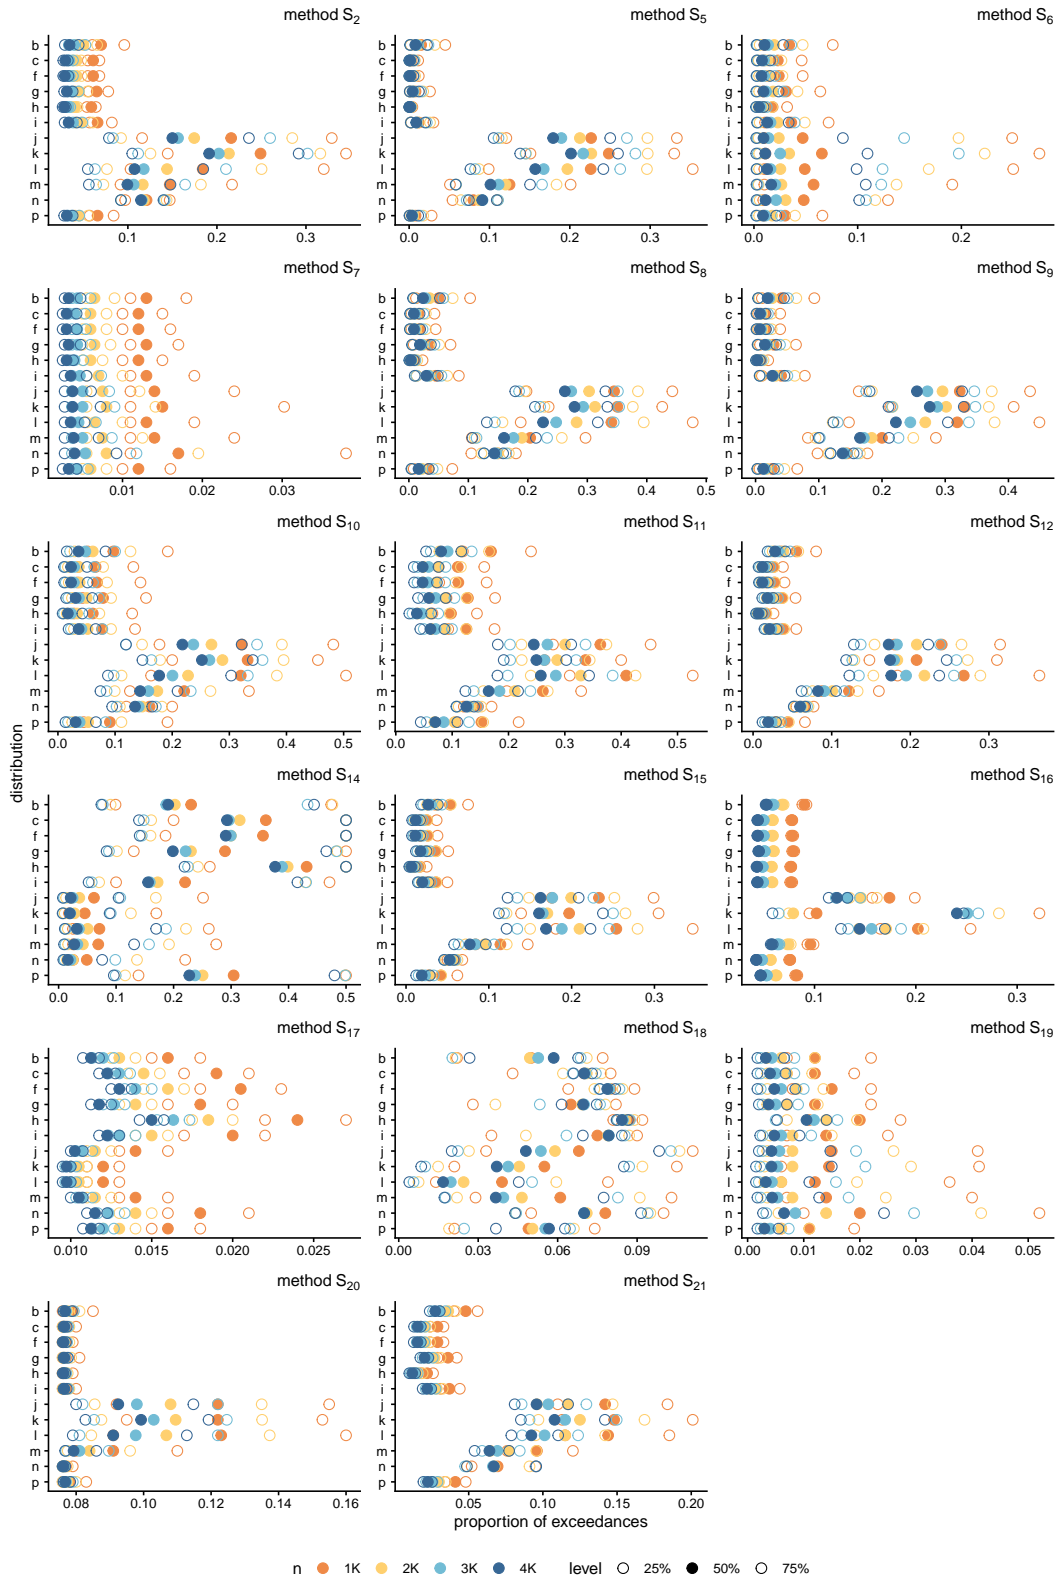 method S2
method S5
method S6
b
c
f
g
h
i
j
k
l
m
n
p
0.1 0.2 0.3
b
c
f
g
h
i
j
k
l
m
n
p
0.0 0.1 0.2 0.3
b
c
f
g
h
i
j
k
l
m
n
p
0.0 0.1 0.2
method S7
method S8
method S9
b
c
f
g
h
i
j
k
l
m
n
p
0.01 0.02 0.03
b
c
f
g
h
i
j
k
l
m
n
p
0.0 0.1 0.2 0.3 0.4 0.5
b
c
f
g
h
i
j
k
l
m
n
p
0.0 0.1 0.2 0.3 0.4
method S10
method S11
method S12
b
c
f
g
h
i
j
k
l
m
n
p
0.0 0.1 0.2 0.3 0.4 0.5
b
c
f
g
h
i
j
k
l
m
n
p
0.0 0.1 0.2 0.3 0.4 0.5
b
c
f
g
h
i
j
k
l
m
n
p
0.0 0.1 0.2 0.3
distribution
method S14
method S15
method S16
b
c
f
g
h
i
j
k
l
m
n
p
0.0 0.1 0.2 0.3 0.4 0.5
b
c
f
g
h
i
j
k
l
m
n
p
0.0 0.1 0.2 0.3
b
c
f
g
h
i
j
k
l
m
n
p
0.1 0.2 0.3
method S17
method S18
method S19
b
c
f
g
h
i
j
k
l
m
n
p
0.010 0.015 0.020 0.025
b
c
f
g
h
i
j
k
l
m
n
p
0.00 0.03 0.06 0.09
b
c
f
g
h
i
j
k
l
m
n
p
0.00 0.01 0.02 0.03 0.04 0.05
method S20
method S21
b
c
f
g
h
i
j
k
l
m
n
p
0.08 0.10 0.12 0.14 0.16
b
c
f
g
h
i
j
k
l
m
n
p
0.05 0.10 0.15 0.20
proportion of exceedances
n 1K 2K 3K 4K level 25% 50% 75%